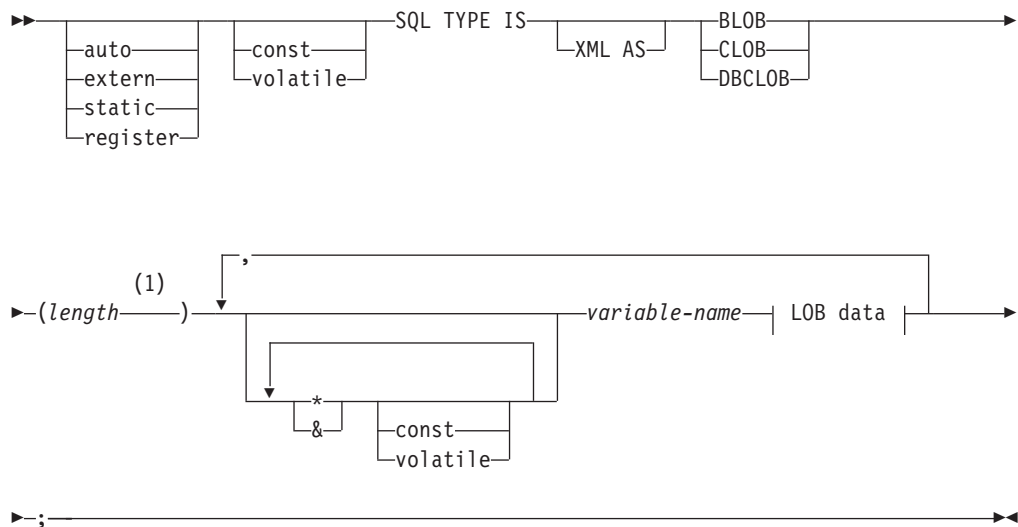 SQL TYPE IS BLOB
auto const XML AS CLOB
extern volatile DBCLOB
static
register
,
(1)
(length ) variable-name LOB data
*
& const
volatile
;